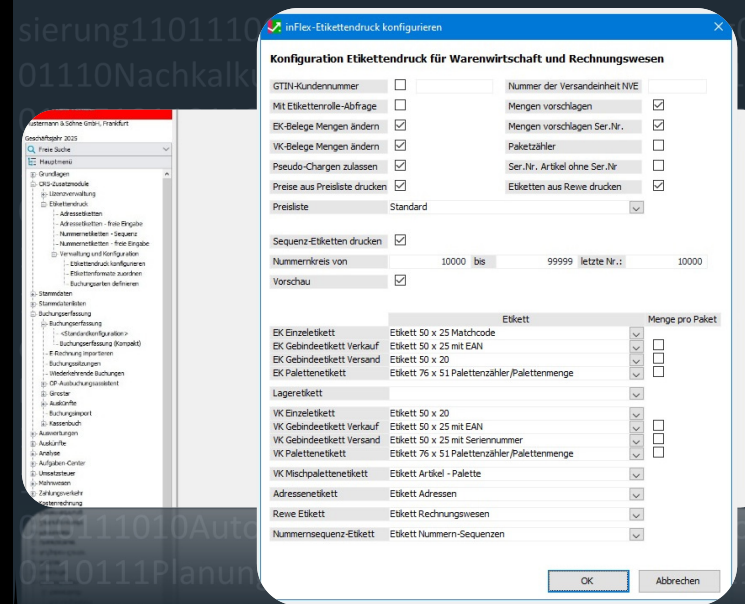 sierung1101110
01110Nachkalku
inFlex-Etikettendruck konfigurieren
Konfiguration Etikettendruck für Warenwirtschaft und Rechnungswesen
GTIN-Kundennummer Nummer der Versandeinheit NVE
Mit Etikettenrolle-Abfrage Mengen vorschlagen
EK-Belege Mengen ändern Mengen vorschlagen Ser.Nr.
VK-Belege Mengen ändern Paketzähler
Pseudo-Chargen zulassen Ser.Nr. Artikel ohne Ser.Nr
Preise aus Preisliste drucken Etiketten aus Rewe drucken
Preisliste Standard
Sequenz-Etiketten drucken
Nummernkreis von 10000 bis 99999 letzte Nr.: 10000
Vorschau
Etikett Menge pro Paket
EK Einzeletikett Etikett 50 x 25 Matchcode
EK Gebindeetikett Verkauf Etikett 50 x 25 mit EAN
EK Gebindeetikett Versand Etikett 50 x 20
EK Palettenetikett Etikett 76 x 51 Palettenzähler/Palettenmenge
Lageretikett
VK Einzeletikett Etikett 50 x 20
VK Gebindeetikett Verkauf Etikett 50 x 25 mit EAN
VK Gebindeetikett Versand Etikett 50 x 25 mit Seriennummer
VK Palettenetikett Etikett 76 x 51 Palettenzähler/Palettenmenge
VK Mischpalettenetikett Etikett Artikel - Palette
Adressenetikett Etikett Adressen
Rewe Etikett Etikett Rechnungswesen
Nummernsequenz-Etikett Etikett Nummern-Sequenzen
OK Abbrechen
ustermann & Söhne GmbH, Frankfurt
Geschäftsjahr 2025
Freie Suche
Hauptmenü
Grundlagen
CKS-Zusatzmodule
Lizenzverwaltung
Etikettendruck
Adressetiketten
Adressetiketten - freie Eingabe
Nummernetiketten - Sequenz
Nummernetiketten - freie Eingabe
Verwaltung und Konfiguration
Etikettendruck konfigurieren
Etikettenformate zuordnen
Buchungsarten definieren
Stammdaten
Stammdatenlisten
Buchungserfassung
Buchungserfassung
<Standardkonfiguration>
Buchungserfassung (Kompakt)
E-Rechnung importieren
Buchungssitzungen
Wiederkehrende Buchungen
OP-Ausbuchungsassistent
Girostar
Auskünfte
Buchungsimport
Kassenbuch
Auswertungen
Auskünfte
Analyse
Aufgaben-Center
Umsatzsteuer
Mahnwesen
Zahlungsverkehr
Kostenrechnung
010111010Auto
0110111Planun